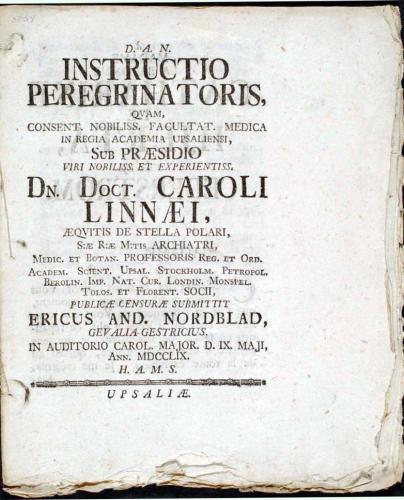 D. A. N.
INSTRUCTIO
PEREGRINATORIS,
QVAM,
CONSENT. NOBILISS. FACULTAT. MEDICA
IN REGIA ACADEMIA UPSALIENSI,
SUB PRÆSIDIO
VIRI NOBILISS. ET EXPERIENTISS.
DN. DOCT. CAROLI
LINNÆI,
ÆQVITIS DE STELLA POLARI,
S:Æ R:Æ M:TIS ARCHIATRI,
MEDIC. ET BOTAN. PROFESSORIS REG. ET ORD.
ACADEM. SCIENT. UPSAL. STOCKHOLM. PETROPOL.
BEROLIN. IMP. NAT. CUR. LONDIN. MONSPEL.
TOLOS. ET FLORENT. SOCII,
PUBLICÆ CENSURÆ SUBMITTIT
ERICUS AND. NORDBLAD,
GEVALIA-GESTRICIUS.
IN AUDITORIO CAROL. MAJOR. D. IX. MAJI,
ANN. MDCCLIX.
H. A. M. S.
UPSALIÆ.